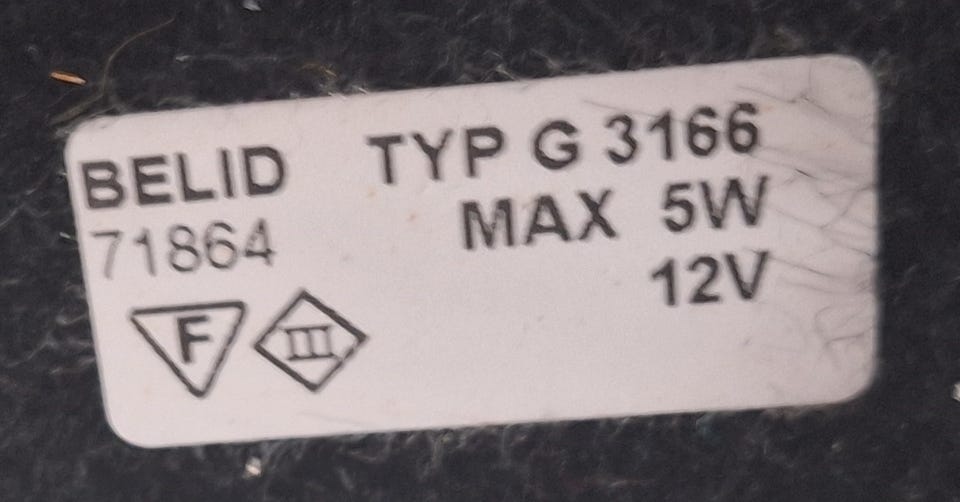 BELID TYP G 3166
71864 MAX 5W
12V
F III